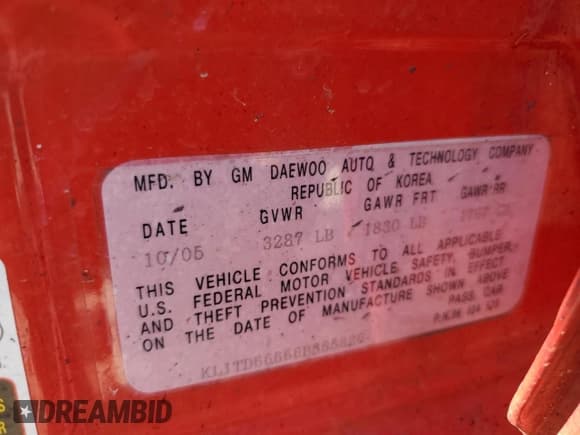 MFD. BY GM DAEWOO AUTO & TECHNOLOGY COMPANY
REPUBLIC OF KOREA
DATE GVWR GAWR FRT GAWR RR
10/05 3287 LB 1830 LB
THIS VEHICLE CONFORMS TO ALL APPLICABLE
U.S. FEDERAL MOTOR VEHICLE SAFETY, BUMPER,
AND THEFT PREVENTION STANDARDS IN EFFECT
ON THE DATE OF MANUFACTURE SHOWN ABOVE
PASS. CAR
DREAMBID